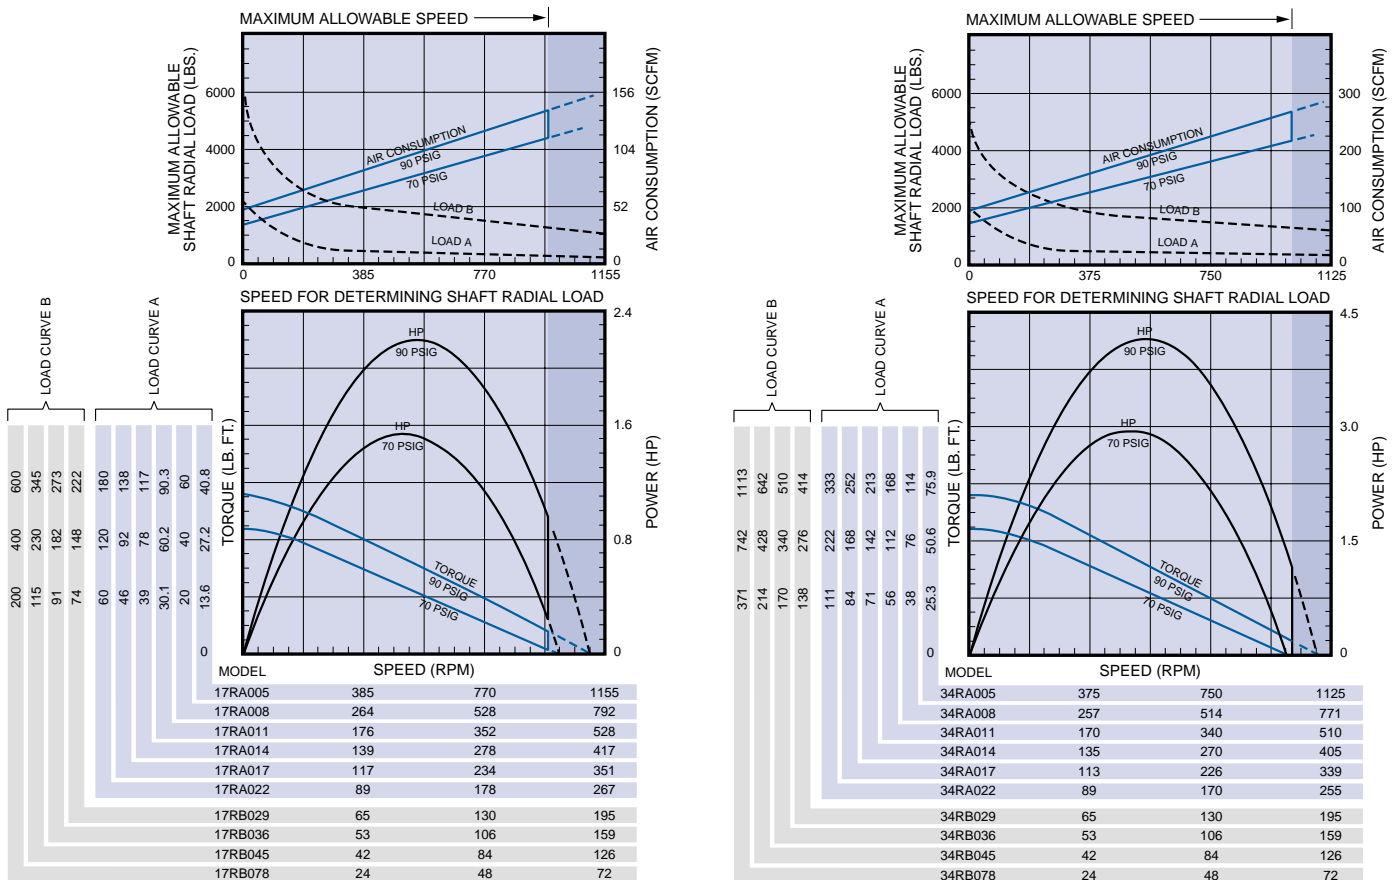 MAXIMUM ALLOWABLE SPEED
MAXIMUM ALLOWABLE
SHAFT RADIAL LOAD (LBS.)
6000
4000
2000
0
156
104
52
0
AIR CONSUMPTION (SCFM)
AIR CONSUMPTION
90 PSIG
70 PSIG
LOAD B
LOAD A
0 385 770 1155
SPEED FOR DETERMINING SHAFT RADIAL LOAD
LOAD CURVE B
LOAD CURVE A
600 345 273 222 180 138 117 90.3 60 40.8
400 230 182 148 120 92 78 60.2 40 27.2
200 115 91 74 60 46 39 30.1 20 13.6
0
TORQUE (LB. FT.)
HP
90 PSIG
HP
70 PSIG
TORQUE
90 PSIG
70 PSIG
2.4
1.6
0.8
0
POWER (HP)
MODEL SPEED (RPM)
17RA005 385 770 1155
17RA008 264 528 792
17RA011 176 352 528
17RA014 139 278 417
17RA017 117 234 351
17RA022 89 178 267
17RB029 65 130 195
17RB036 53 106 159
17RB045 42 84 126
17RB078 24 48 72
MAXIMUM ALLOWABLE SPEED
MAXIMUM ALLOWABLE
SHAFT RADIAL LOAD (LBS.)
6000
4000
2000
0
300
200
100
0
AIR CONSUMPTION (SCFM)
AIR CONSUMPTION
90 PSIG
70 PSIG
LOAD B
LOAD A
0 375 750 1125
SPEED FOR DETERMINING SHAFT RADIAL LOAD
LOAD CURVE B
LOAD CURVE A
1113 642 510 414 333 252 213 168 114 75.9
742 428 340 276 222 168 142 112 76 50.6
371 214 170 138 111 84 71 56 38 25.3
0
TORQUE (LB. FT.)
HP
90 PSIG
HP
70 PSIG
TORQUE
90 PSIG
70 PSIG
4.5
3.0
1.5
0
POWER (HP)
MODEL SPEED (RPM)
34RA005 375 750 1125
34RA008 257 514 771
34RA011 170 340 510
34RA014 135 270 405
34RA017 113 226 339
34RA022 89 170 255
34RB029 65 130 195
34RB036 53 106 159
34RB045 42 84 126
34RB078 24 48 72